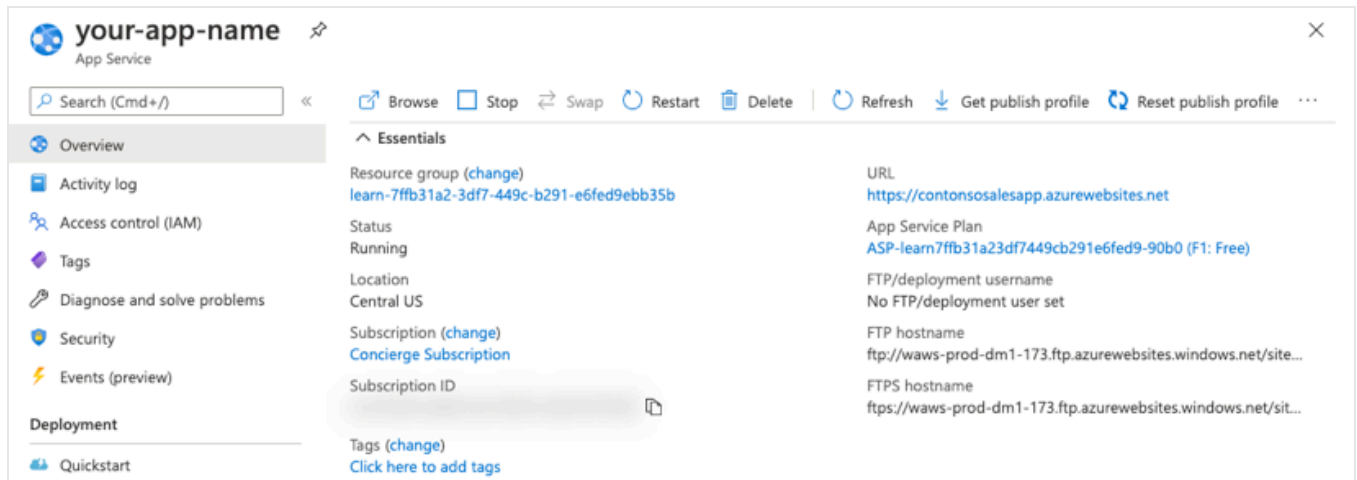 your-app-name
App Service
Search (Cmd+/)
Browse Stop Swap Restart Delete Refresh Get publish profile Reset publish profile ...
Overview
Activity log
Access control (IAM)
Tags
Diagnose and solve problems
Security
Events (preview)
Deployment
Quickstart
Essentials
Resource group (change)
learn-7ffb31a2-3df7-449c-b291-e6fed9ebb35b
Status
Running
Location
Central US
Subscription (change)
Concierge Subscription
Subscription ID
Tags (change)
Click here to add tags
URL
https://contonsosalesapp.azurewebsites.net
App Service Plan
ASP-learn7ffb31a23df7449cb291e6fed9-90b0 (F1: Free)
FTP/deployment username
No FTP/deployment user set
FTP hostname
ftp://waws-prod-dm1-173.ftp.azurewebsites.windows.net/site...
FTPS hostname
ftps://waws-prod-dm1-173.ftp.azurewebsites.windows.net/sit...